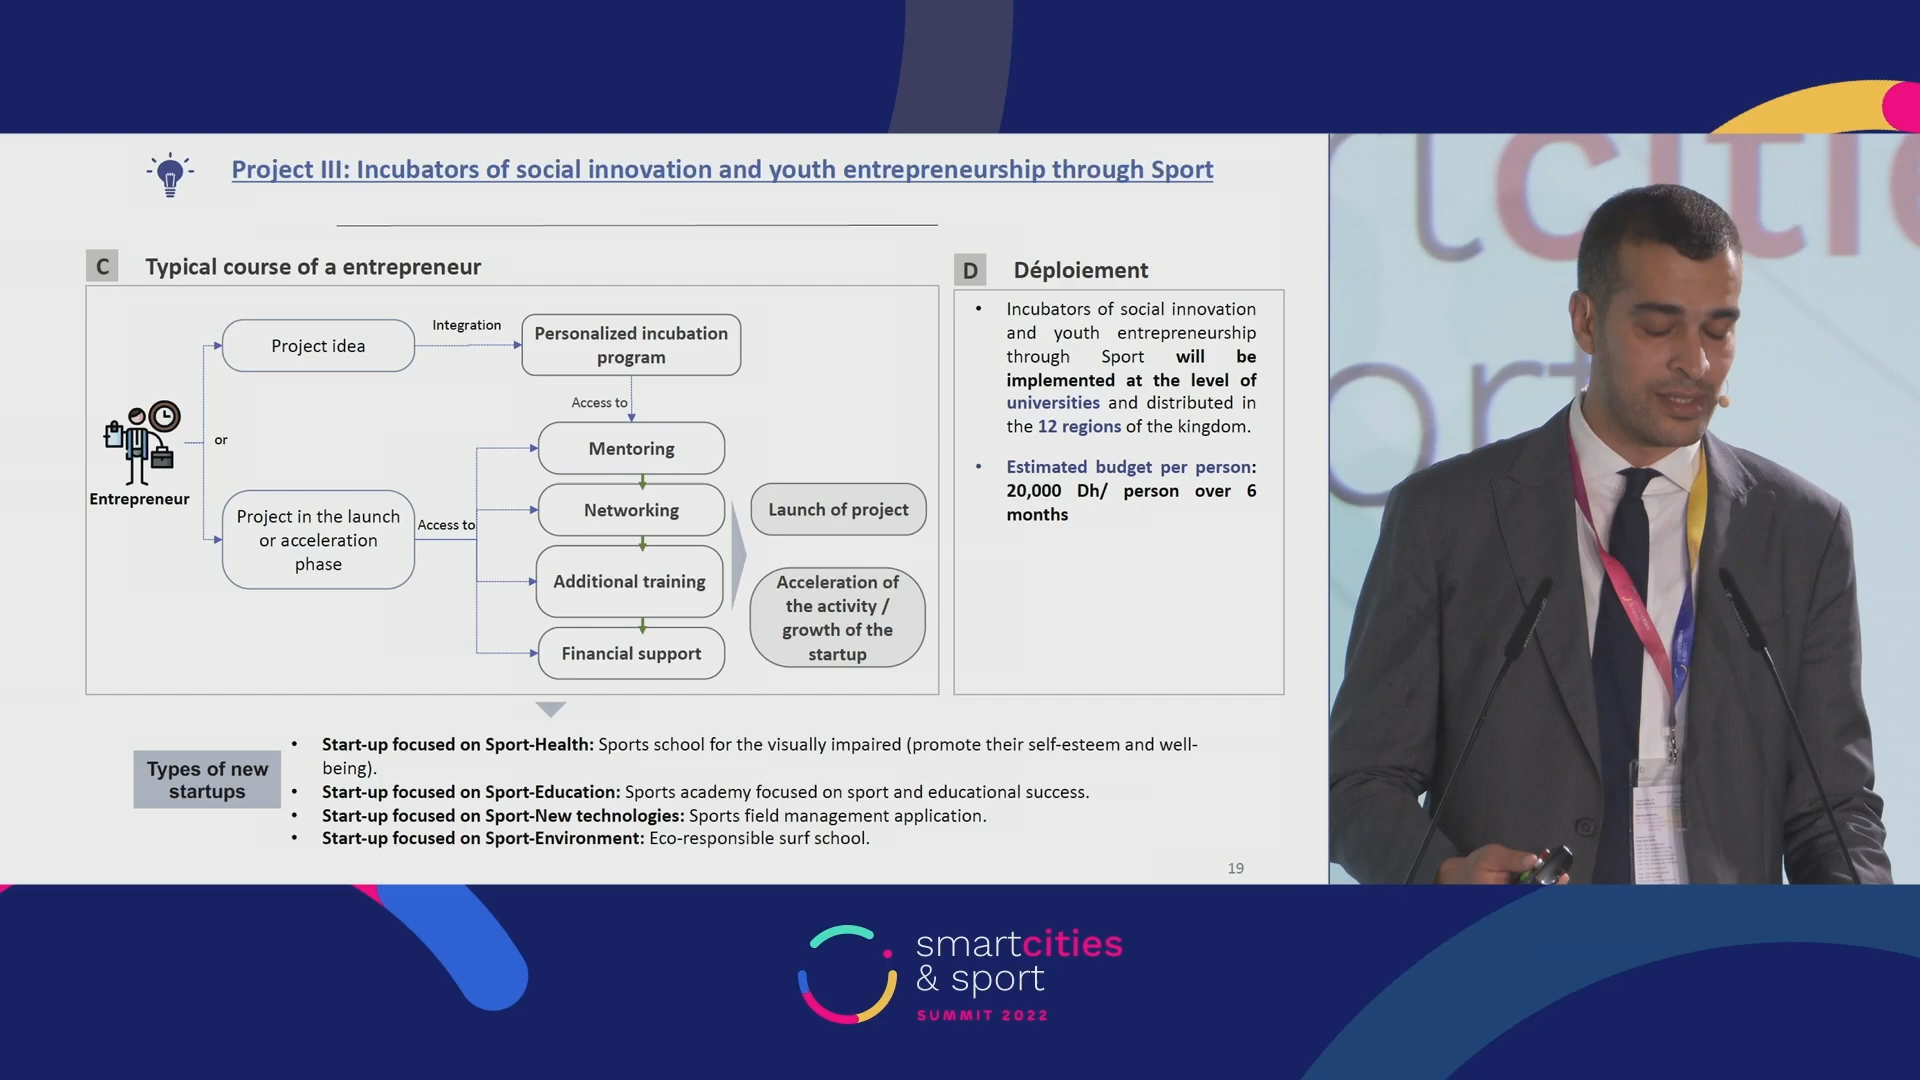 Project III: Incubators of social innovation and youth entrepreneurship through Sport
C
Typical course of a entrepreneur
Entrepreneur
or
Project idea
Integration
Personalized incubation
program
Access to
Project in the launch
or acceleration
phase
Access to
Mentoring
Networking
Additional training
Financial support
Launch of project
Acceleration of
the activity /
growth of the
startup
D
Déploiement
• Incubators of social innovation
and youth entrepreneurship
through Sport will be
implemented at the level of
universities and distributed in
the 12 regions of the kingdom.
• Estimated budget per person:
20,000 Dh/ person over 6
months
Types of new
startups
• Start-up focused on Sport-Health: Sports school for the visually impaired (promote their self-esteem and well-
being).
• Start-up focused on Sport-Education: Sports academy focused on sport and educational success.
• Start-up focused on Sport-New technologies: Sports field management application.
• Start-up focused on Sport-Environment: Eco-responsible surf school.
19
smartcities
& sport
SUMMIT 2022